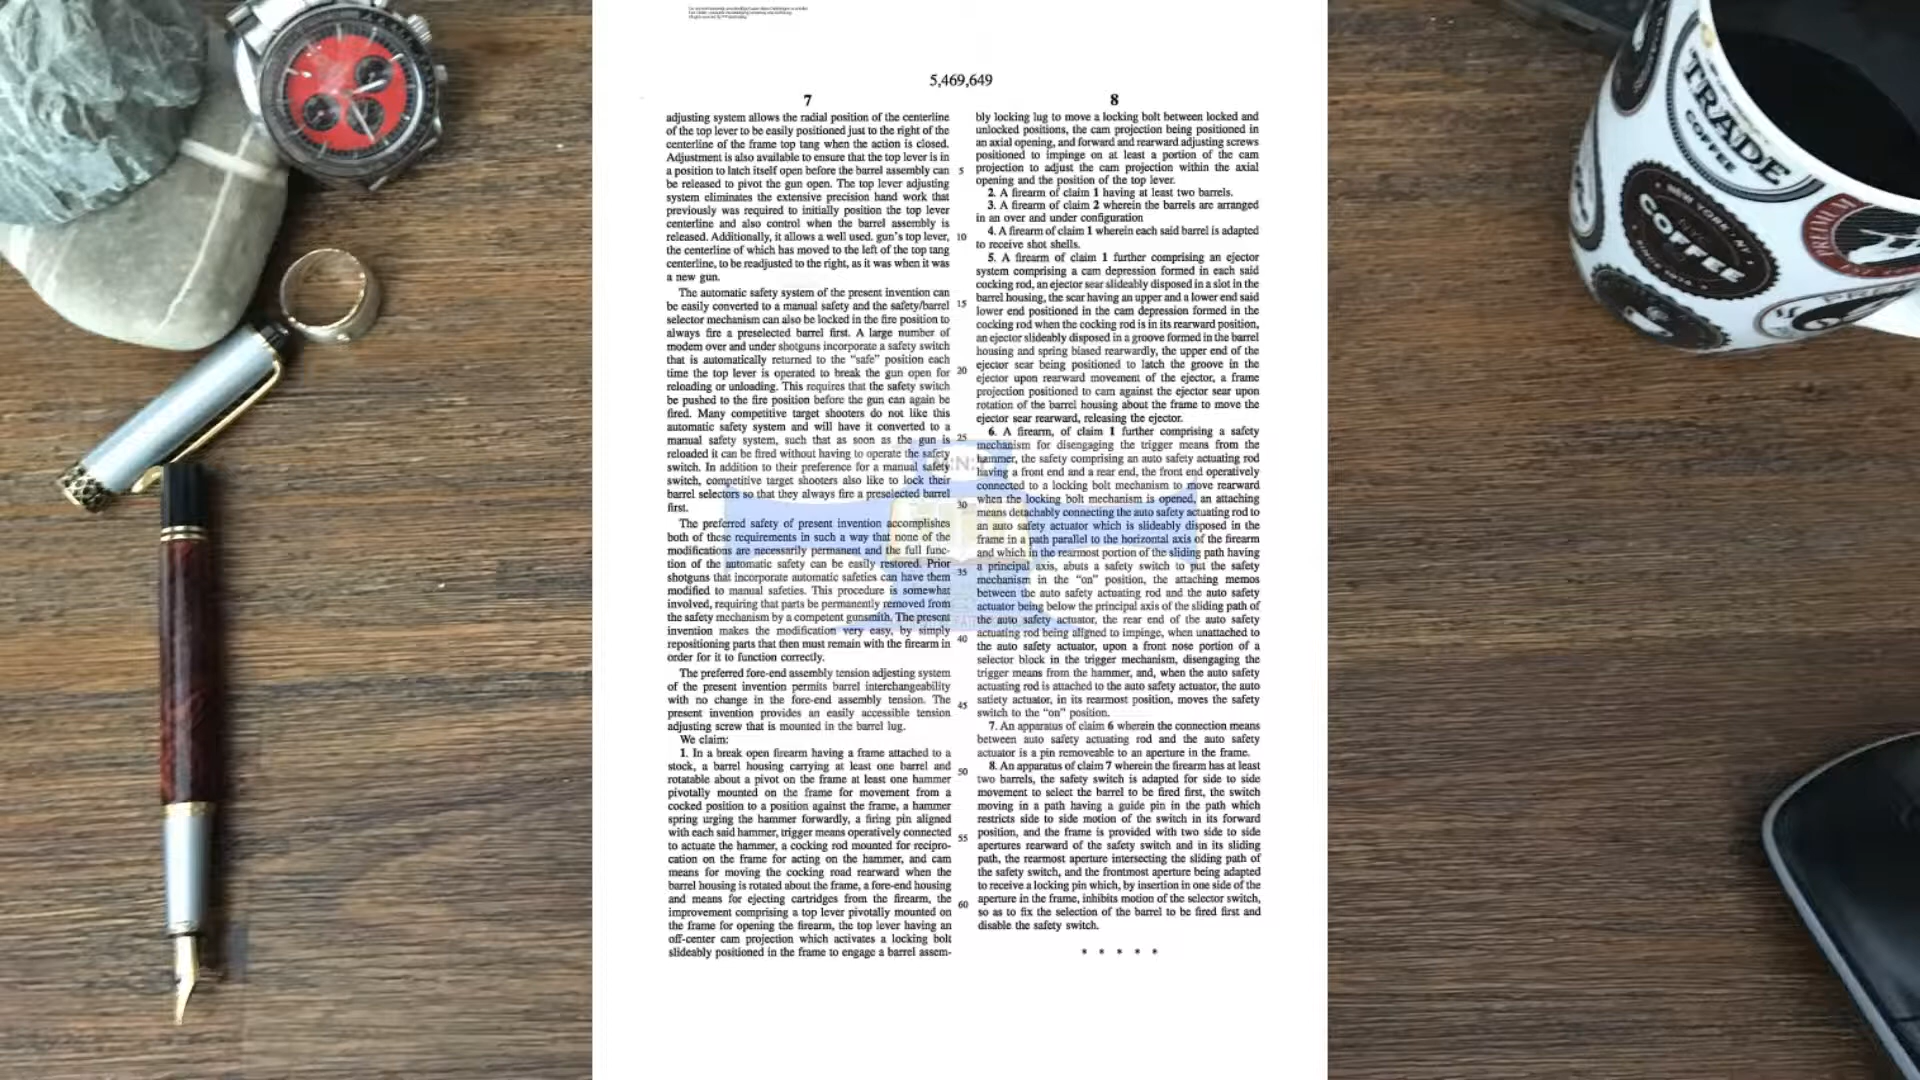 5,469,649
7
adjusting system allows the radial position of the centerline
of the top lever to be easily positioned just to the right of the
centerline of the frame top tang when the action is closed.
Adjustment is also available to ensure that the top lever is in
a position to latch itself open before the barrel assembly can
be released to pivot the gun open. The top lever adjusting
system eliminates the extensive precision hand work that
previously was required to initially position the top lever
centerline and also control when the barrel assembly is
released. Additionally, it allows a well used. gun's top lever,
the centerline of which has moved to the left of the top tang
centerline, to be readjusted to the right, as it was when it was
a new gun.
The automatic safety system of the present invention can
be easily converted to a manual safety and the safety/barrel
selector mechanism can also be locked in the fire position to
always fire a preselected barrel first. A large number of
modem over and under shotguns incorporate a safety switch
that is automatically returned to the "safe" position each
time the top lever is operated to break the gun open for
reloading or unloading. This requires that the safety switch
be pushed to the fire position before the gun can again be
fired. Many competitive target shooters do not like this
automatic safety system and will have it converted to a
manual safety system, such that as soon as the gun is
reloaded it can be fired without having to operate the safety
switch. In addition to their preference for a manual safety
switch, competitive target shooters also like to lock their
barrel selectors so that they always fire a preselected barrel
first.
The preferred safety of present invention accomplishes
both of these requirements in such a way that none of the
modifications are necessarily permanent and the full func-
tion of the automatic safety can be easily restored. Prior
shotguns that incorporate automatic safeties can have them
modified to manual safeties. This procedure is somewhat
involved, requiring that parts be permanently removed from
the safety mechanism by a competent gunsmith. The present
invention makes the modification very easy, by simply
repositioning parts that then must remain with the firearm in
order for it to function correctly.
The preferred fore-end assembly tension adjesting system
of the present invention permits barrel interchangeability
with no change in the fore-end assembly tension. The
present invention provides an easily accessible tension
adjusting screw that is mounted in the barrel lug.
We claim:
1. In a break open firearm having a frame attached to a
stock, a barrel housing carrying at least one barrel and
rotatable about a pivot on the frame at least one hammer
pivotally mounted on the frame for movement from a
cocked position to a position against the frame, a hammer
spring urging the hammer forwardly, a firing pin aligned
with each said hammer, trigger means operatively connected
to actuate the hammer, a cocking rod mounted for recipro-
cation on the frame for acting on the hammer, and cam
means for moving the cocking road rearward when the
barrel housing is rotated about the frame, a fore-end housing
and means for ejecting cartridges from the firearm, the
improvement comprising a top lever pivotally mounted on
the frame for opening the firearm, the top lever having an
off-center cam projection which activates a locking bolt
slideably positioned in the frame to engage a barrel assem-
5
10
15
20
25
30
35
40
45
50
55
60
8
bly locking lug to move a locking bolt between locked and
unlocked positions, the cam projection being positioned in
an axial opening, and forward and rearward adjusting screws
positioned to impinge on at least a portion of the cam
projection to adjust the cam projection within the axial
opening and the position of the top lever.
2. A firearm of claim 1 having at least two barrels.
3. A firearm of claim 2 wherein the barrels are arranged
in an over and under configuration
4. A firearm of claim 1 wherein each said barrel is adapted
to receive shot shells.
5. A firearm of claim 1 further comprising an ejector
system comprising a cam depression formed in each said
cocking rod, an ejector sear slideably disposed in a slot in the
barrel housing, the scar having an upper and a lower end said
lower end positioned in the cam depression formed in the
cocking rod when the cocking rod is in its rearward position,
an ejector slideably disposed in a groove formed in the barrel
housing and spring biased rearwardly, the upper end of the
ejector sear being positioned to latch the groove in the
ejector upon rearward movement of the ejector, a frame
projection positioned to cam against the ejector sear upon
rotation of the barrel housing about the frame to move the
ejector sear rearward, releasing the ejector.
6. A firearm, of claim 1 further comprising a safety
mechanism for disengaging the trigger means from the
hammer, the safety comprising an auto safety actuating rod
having a front end and a rear end, the front end operatively
connected to a locking bolt mechanism to move rearward
when the locking bolt mechanism is opened, an attaching
means detachably connecting the auto safety actuating rod to
an auto safety actuator which is slideably disposed in the
frame in a path parallel to the horizontal axis of the firearm
and which in the rearmost portion of the sliding path having
a principal axis, abuts a safety switch to put the safety
mechanism in the "on" position, the attaching memos
between the auto safety actuating rod and the auto safety
actuator being below the principal axis of the sliding path of
the auto safety actuator, the rear end of the auto safety
actuating rod being aligned to impinge, when unattached to
the auto safety actuator, upon a front nose portion of a
selector block in the trigger mechanism, disengaging the
trigger means from the hammer, and, when the auto safety
actuating rod is attached to the auto safety actuator, the auto
safety actuator, in its rearmost position, moves the safety
switch to the "on" position.
7. An apparatus of claim 6 wherein the connection means
between auto safety actuating rod and the auto safety
actuator is a pin removeable to an aperture in the frame.
8. An apparatus of claim 7 wherein the firearm has at least
two barrels, the safety switch is adapted for side to side
movement to select the barrel to be fired first, the switch
moving in a path having a guide pin in the path which
restricts side to side motion of the switch in its forward
position, and the frame is provided with two side to side
apertures rearward of the safety switch and in its sliding
path, the rearmost aperture intersecting the sliding path of
the safety switch, and the frontmost aperture being adapted
to receive a locking pin which, by insertion in one side of the
aperture in the frame, inhibits motion of the selector switch,
so as to fix the selection of the barrel to be fired first and
disable the safety switch.
* * * * *
TRADE
COFFEE
NEW YORK, NY
COFFEE
PREMIUM